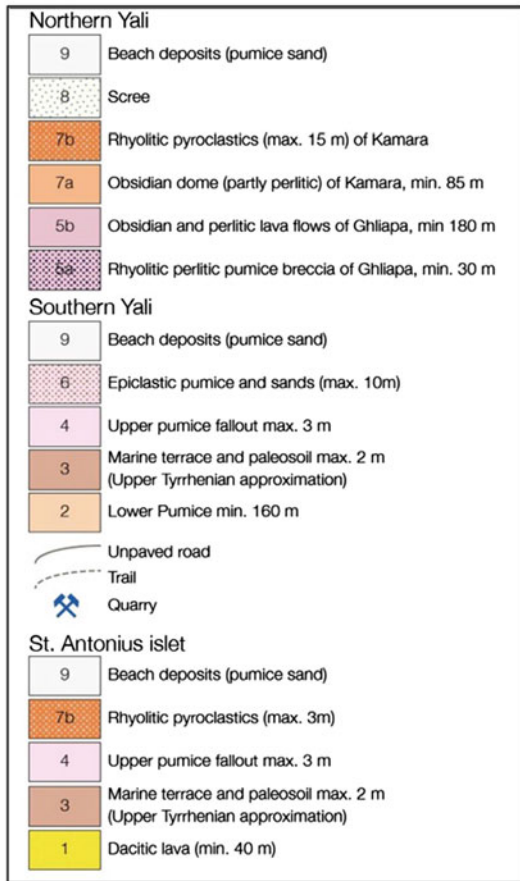 Northern Yali
9 Beach deposits (pumice sand)
8 Scree
7b Rhyolitic pyroclastics (max. 15 m) of Kamara
7a Obsidian dome (partly perlitic) of Kamara, min. 85 m
5b Obsidian and perlitic lava flows of Ghliapa, min 180 m
5a Rhyolitic perlitic pumice breccia of Ghliapa, min. 30 m
Southern Yali
9 Beach deposits (pumice sand)
6 Epiclastic pumice and sands (max. 10m)
4 Upper pumice fallout max. 3 m
3 Marine terrace and paleosoil max. 2 m
(Upper Tyrrhenian approximation)
2 Lower Pumice min. 160 m
Unpaved road
Trail
Quarry
St. Antonius islet
9 Beach deposits (pumice sand)
7b Rhyolitic pyroclastics (max. 3m)
4 Upper pumice fallout max. 3 m
3 Marine terrace and paleosoil max. 2 m
(Upper Tyrrhenian approximation)
1 Dacitic lava (min. 40 m)